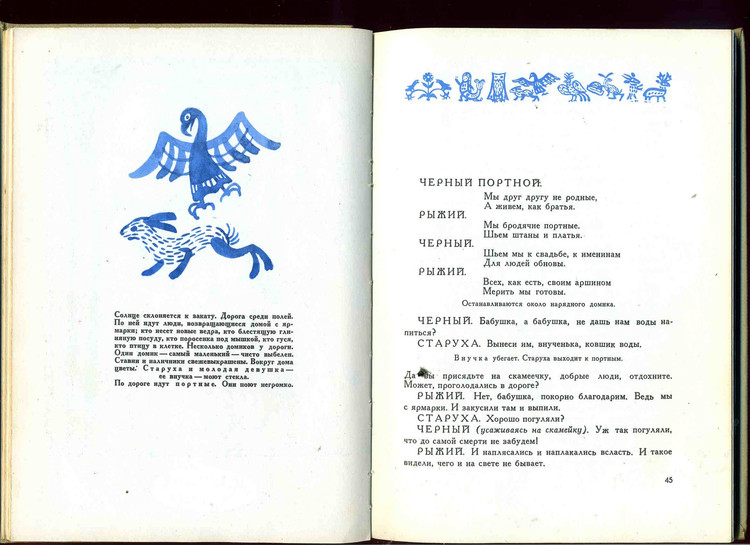 Солнце склоняется к закату. Дорога среди полей.
По ней идут люди, возвращающиеся домой с яр-
марки; кто несет новые ведра, кто блестящую гли-
няную посуду, кто поросенка под мышкой, кто гуся,
кто птицу в клетке. Несколько домиков у дороги.
Один домик — самый маленький — чисто выбелен.
Ставни и наличники свежевыкрашены. Вокруг дома
цветы. Старуха и молодая девушка —
ее внучка — моют стекла.
По дороге идут портные. Они поют негромко.
ЧЕРНЫЙ ПОРТНОЙ:
Мы друг другу не родные,
А живем, как братья.
РЫЖИЙ.
Мы бродячие портные.
Шьем штаны и платья.
ЧЕРНЫЙ.
Шьем мы к свадьбе, к именинам
Для людей обновы.
РЫЖИЙ.
Всех, как есть, своим аршином
Мерить мы готовы.
Останавливаются около нарядного домика.
ЧЕРНЫЙ. Бабушка, а бабушка, не дашь нам воды на-
питься?
СТАРУХА. Вынеси им, внученька, ковшик воды.
Внучка убегает. Старуха выходит к портным.
Да вы присядьте на скамеечку, добрые люди, отдохните.
Может, проголодались в дороге?
РЫЖИЙ. Нет, бабушка, покорно благодарим. Ведь мы
с ярмарки. И закусили там и выпили.
СТАРУХА. Хорошо погуляли?
ЧЕРНЫЙ (усаживаясь на скамейку). Уж так погуляли,
что до самой смерти не забудем!
РЫЖИЙ. И наплясались и наплакались всласть. И такое
видели, чего и на свете не бывает.
45